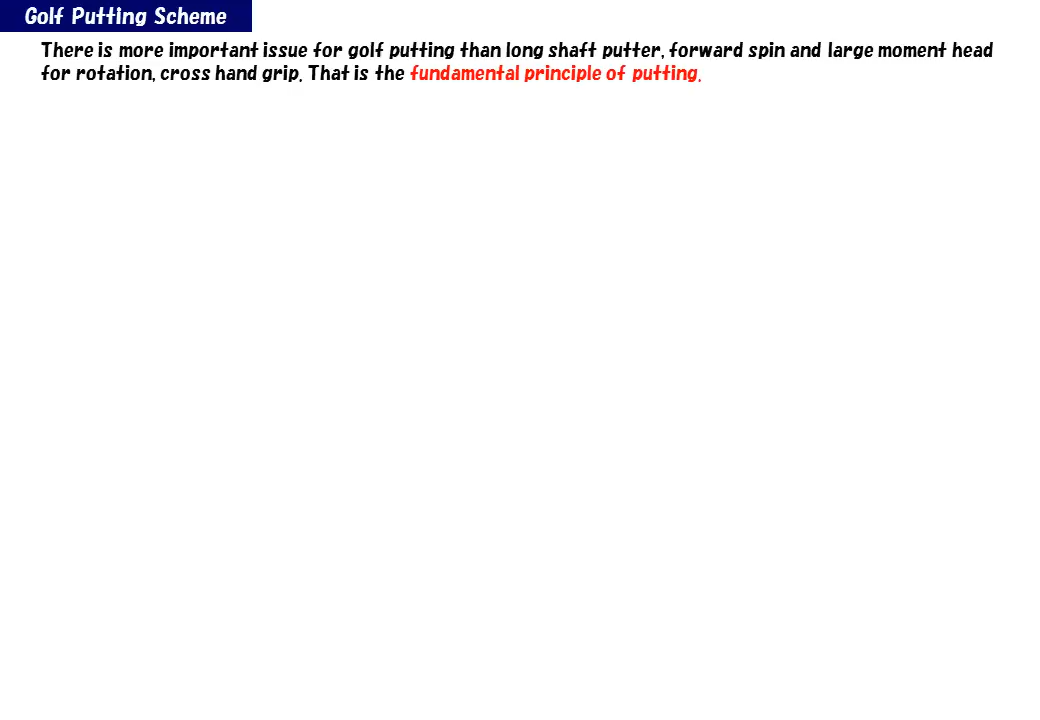 Golf Putting Scheme
There is more important issue for golf putting than long shaft putter, forward spin and large moment head
for rotation, cross hand grip. That is the fundamental principle of putting.